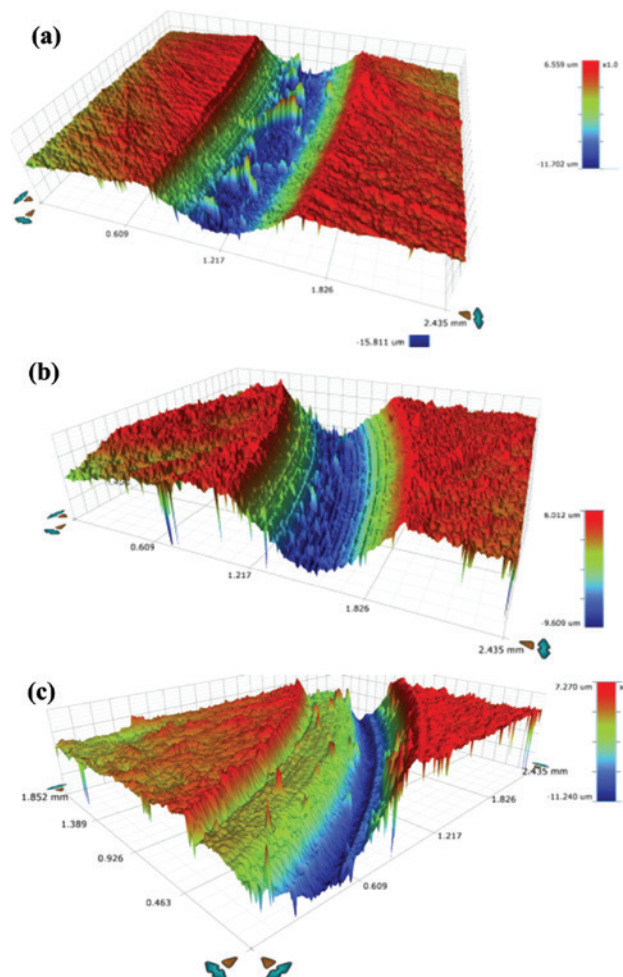 (a)
6.559 um
x1.0
-11.702 um
0.609
1.217
1.826
2.435 mm
-15.811 um
(b)
6.012 um
-9.609 um
0.609
1.217
1.826
2.435 mm
(c)
7.270 um
x
-11.240 um
2.435 mm
1.852 mm
1.826
1.389
1.217
0.926
0.609
0.463